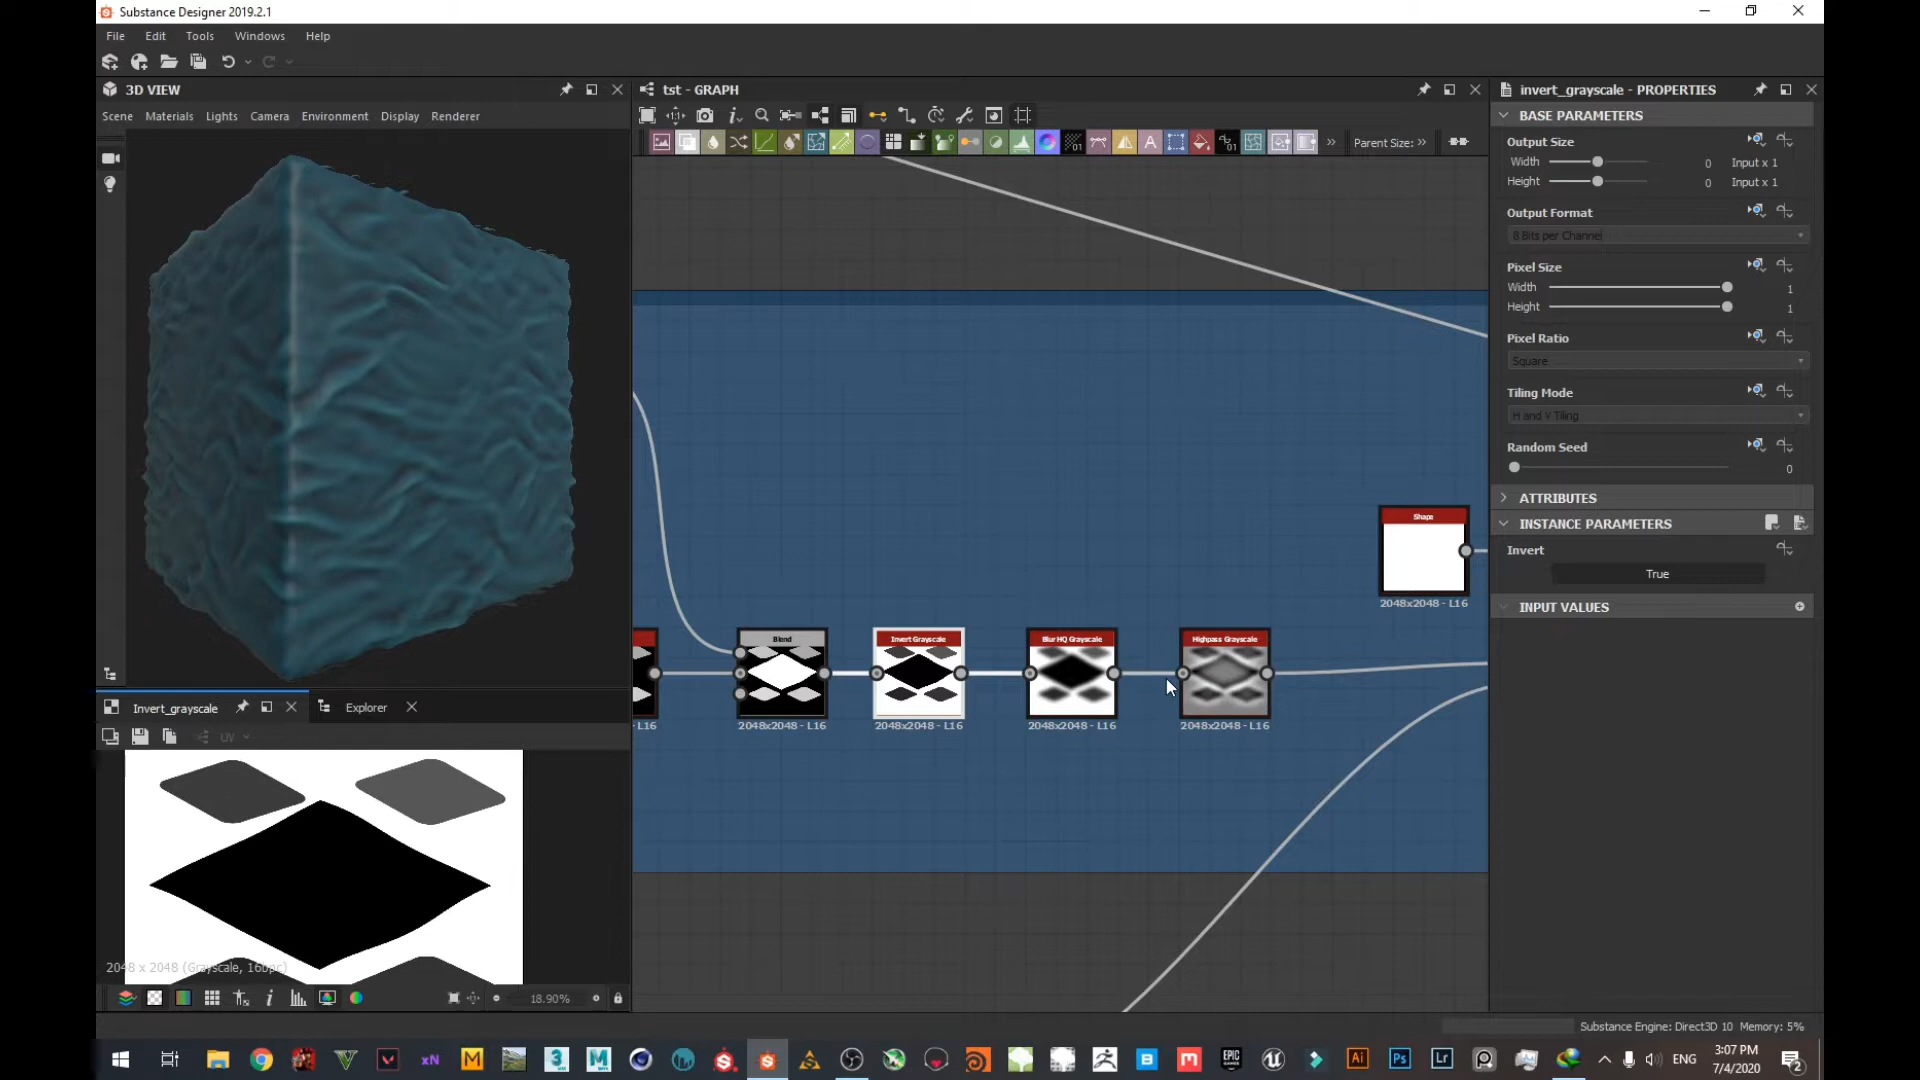 Substance Designer 2019.2.1
File Edit Tools Windows Help
3D VIEW
Scene Materials Lights Camera Environment Display Renderer
tst - GRAPH
Parent Size: »
Blend
2048x2048 - L16
Invert Grayscale
2048x2048 - L16
Blur HQ Grayscale
2048x2048 - L16
Highpass Grayscale
2048x2048 - L16
Shape
2048x2048 - L16
- L16
Invert_grayscale
Explorer
UV
2048 x 2048 (Grayscale, 16bpc)
18.90%
invert_grayscale - PROPERTIES
BASE PARAMETERS
Output Size
Width 0 Input x 1
Height 0 Input x 1
Output Format
8 Bits per Channel
Pixel Size
Width 1
Height 1
Pixel Ratio
Square
Tiling Mode
H and V Tiling
Random Seed
0
ATTRIBUTES
INSTANCE PARAMETERS
Invert
True
INPUT VALUES
Substance Engine: Direct3D 10 Memory: 5%
ENG
3:07 PM
7/4/2020